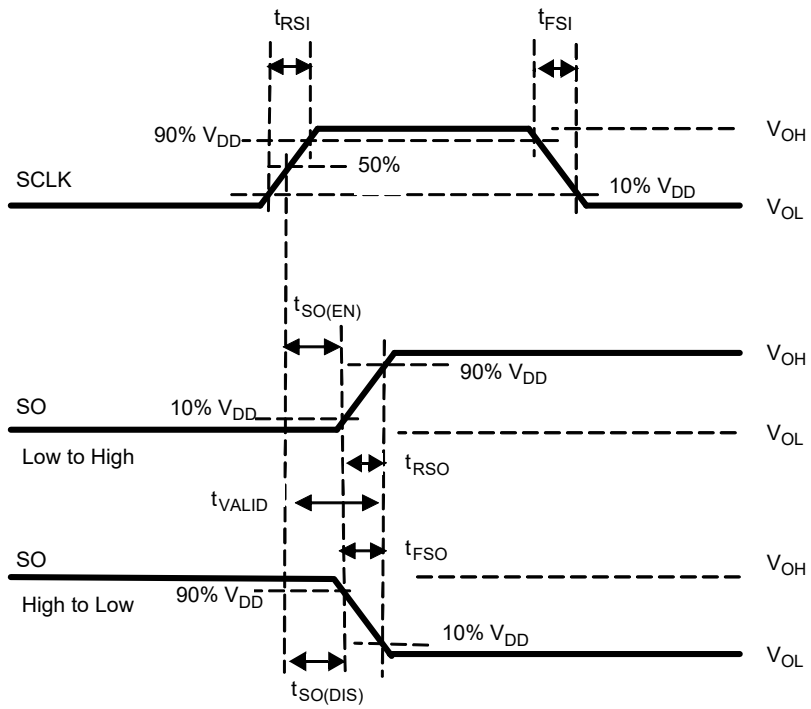 tRSI
tFSI
90% VDD
VOH
50%
SCLK
10% VDD
VOL
tSO(EN)
VOH
90% VDD
SO
10% VDD
VOL
Low to High
tRSO
tVALID
tFSO
SO
VOH
90% VDD
High to Low
10% VDD
VOL
tSO(DIS)